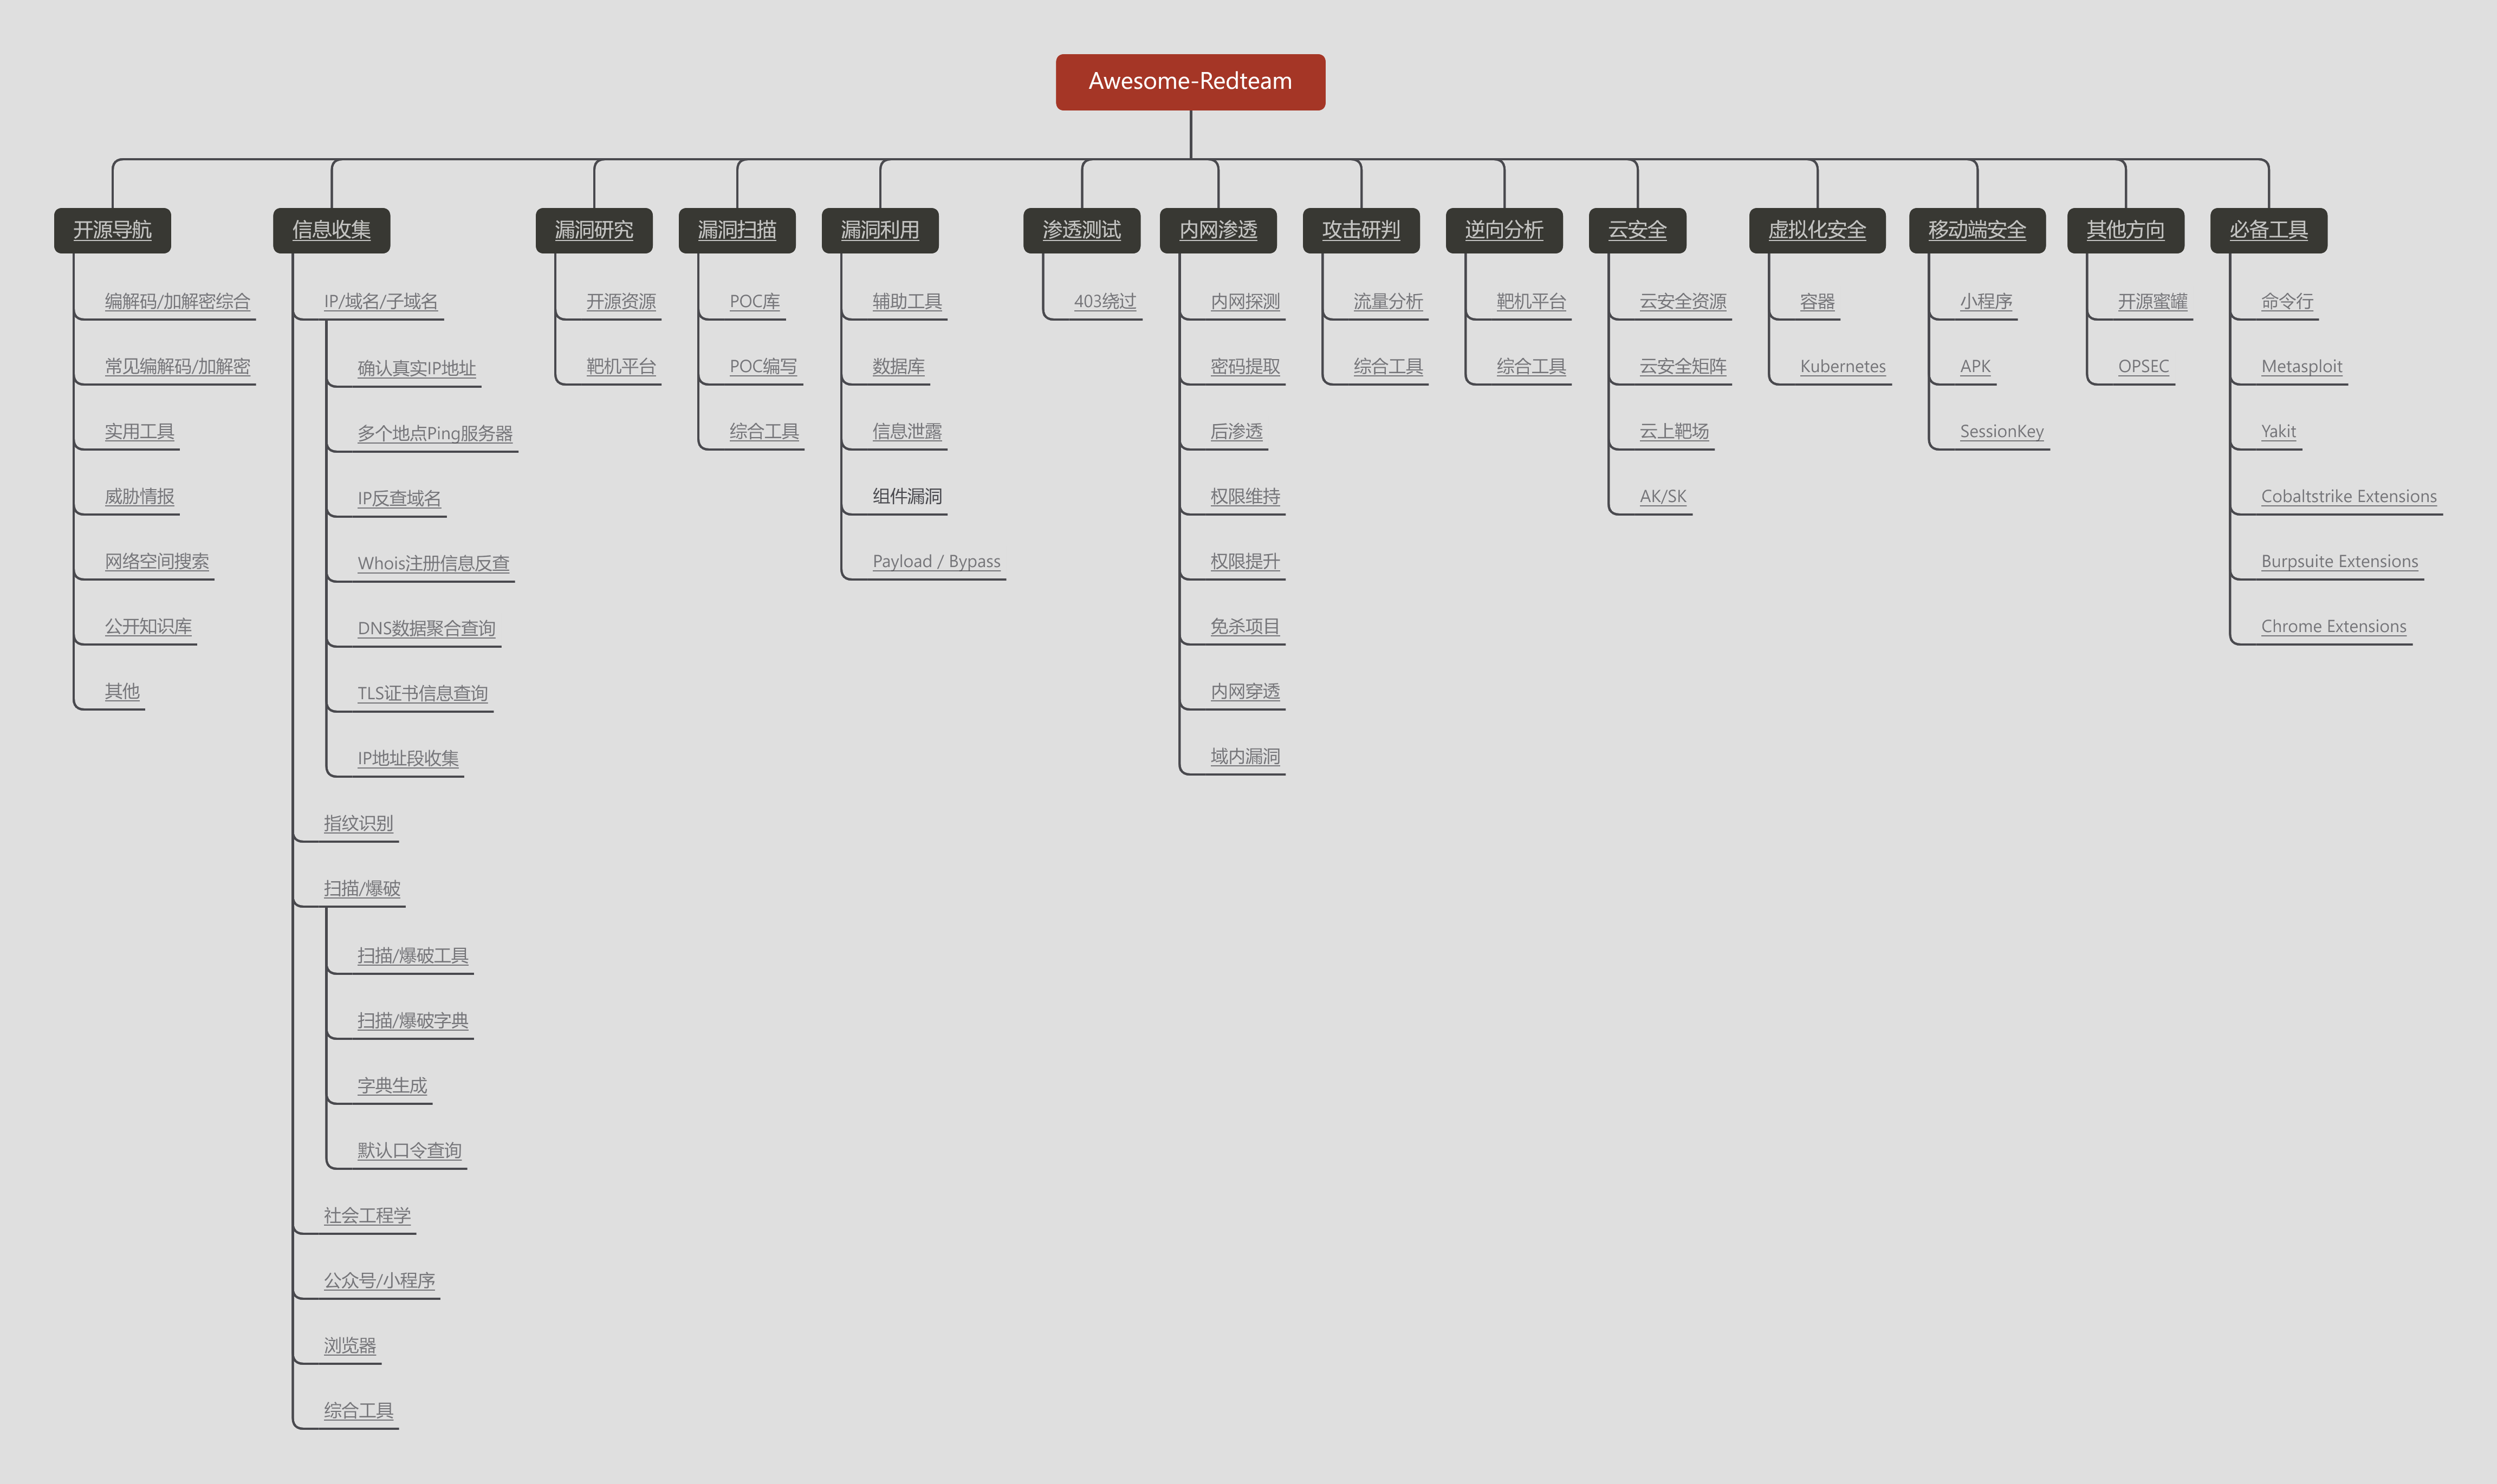 Awesome-Redteam
开源导航
编解码/加解密综合
常见编解码/加解密
实用工具
威胁情报
网络空间搜索
公开知识库
其他
信息收集
IP/域名/子域名
确认真实IP地址
多个地点Ping服务器
IP反查域名
Whois注册信息反查
DNS数据聚合查询
TLS证书信息查询
IP地址段收集
指纹识别
扫描/爆破
扫描/爆破工具
扫描/爆破字典
字典生成
默认口令查询
社会工程学
公众号/小程序
浏览器
综合工具
漏洞研究
开源资源
靶机平台
漏洞扫描
POC库
POC编写
综合工具
漏洞利用
辅助工具
数据库
信息泄露
组件漏洞
Payload / Bypass
渗透测试
403绕过
内网渗透
内网探测
密码提取
后渗透
权限维持
权限提升
免杀项目
内网穿透
域内漏洞
攻击研判
流量分析
综合工具
逆向分析
靶机平台
综合工具
云安全
云安全资源
云安全矩阵
云上靶场
AK/SK
虚拟化安全
容器
Kubernetes
移动端安全
小程序
APK
SessionKey
其他方向
开源蜜罐
OPSEC
必备工具
命令行
Metasploit
Yakit
Cobaltstrike Extensions
Burpsuite Extensions
Chrome Extensions